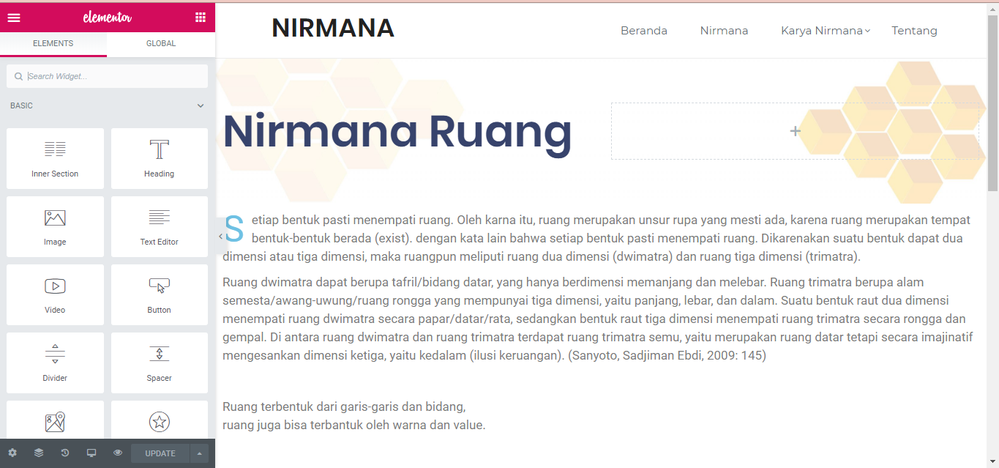 elementor
ELEMENTS
GLOBAL
Search Widget...
BASIC
Inner Section
Heading
Image
Text Editor
Video
Button
Divider
Spacer
UPDATE
NIRMANA
Beranda
Nirmana
Karya Nirmana
Tentang
Nirmana Ruang
+
Setiap bentuk pasti menempati ruang. Oleh karna itu, ruang merupakan unsur rupa yang mesti ada, karena ruang merupakan tempat
bentuk-bentuk berada (exist). dengan kata lain bahwa setiap bentuk pasti menempati ruang. Dikarenakan suatu bentuk dapat dua
dimensi atau tiga dimensi, maka ruangpun meliputi ruang dua dimensi (dwimatra) dan ruang tiga dimensi (trimatra).
Ruang dwimatra dapat berupa tafril/bidang datar, yang hanya berdimensi memanjang dan melebar. Ruang trimatra berupa alam
semesta/awang-uwung/ruang rongga yang mempunyai tiga dimensi, yaitu panjang, lebar, dan dalam. Suatu bentuk raut dua dimensi
menempati ruang dwimatra secara papar/datar/rata, sedangkan bentuk raut tiga dimensi menempati ruang trimatra secara rongga dan
gempal. Di antara ruang dwimatra dan ruang trimatra terdapat ruang trimatra semu, yaitu merupakan ruang datar tetapi secara imajinatif
mengesankan dimensi ketiga, yaitu kedalam (ilusi keruangan). (Sanyoto, Sadjiman Ebdi, 2009: 145)
Ruang terbentuk dari garis-garis dan bidang,
ruang juga bisa terbantuk oleh warna dan value.